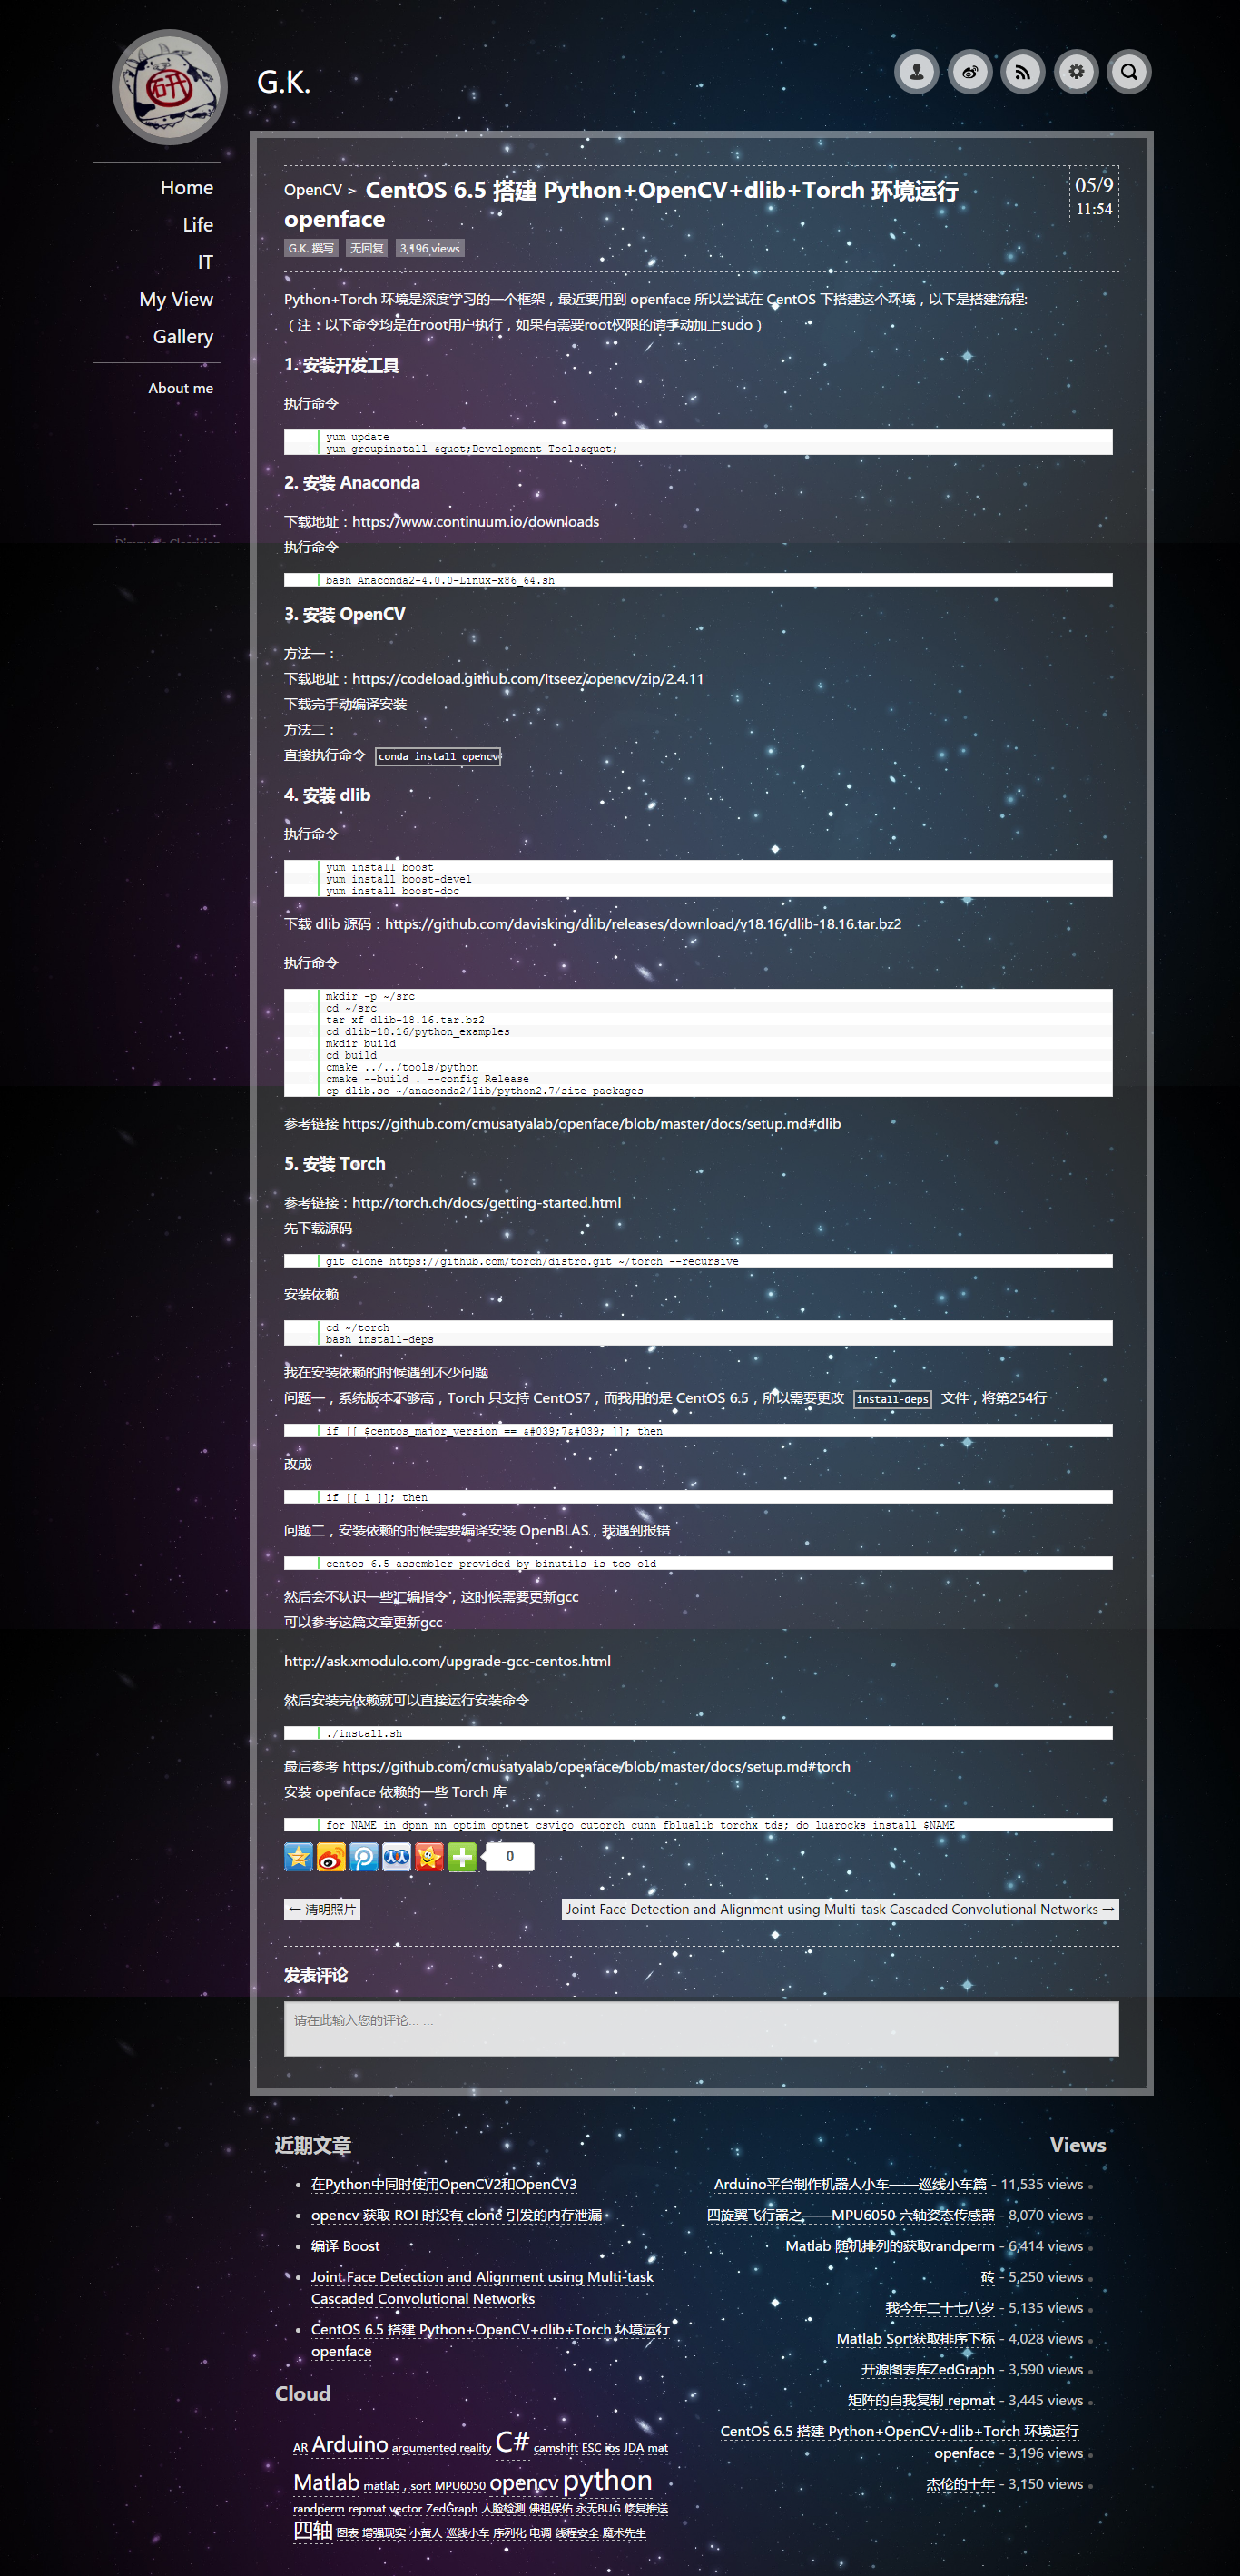 G.K.
Home
Life
IT
My View
Gallery
About me
OpenCV > CentOS 6.5 搭建 Python+OpenCV+dlib+Torch 环境运行
openface
05/9
11:54
G.K. 撰写 无回复 3,196 views
Python+Torch 环境是深度学习的一个框架，最近要用到 openface 所以尝试在 CentOS 下搭建这个环境，以下是搭建流程:
（注：以下命令均是在root用户执行，如果有需要root权限的请手动加上sudo）
1. 安装开发工具
执行命令
yum update
yum groupinstall &quot;Development Tools&quot;
2. 安装 Anaconda
下载地址：https://www.continuum.io/downloads
执行命令
bash Anaconda2-4.0.0-Linux-x86_64.sh
3. 安装 OpenCV
方法一：
下载地址：https://codeload.github.com/Itseez/opencv/zip/2.4.11
下载完手动编译安装
方法二：
直接执行命令 conda install opencv
4. 安装 dlib
执行命令
yum install boost
yum install boost-devel
yum install boost-doc
下载 dlib 源码：https://github.com/davisking/dlib/releases/download/v18.16/dlib-18.16.tar.bz2
执行命令
mkdir -p ~/src
cd ~/src
tar xf dlib-18.16.tar.bz2
cd dlib-18.16/python_examples
mkdir build
cd build
cmake ../../tools/python
cmake --build . --config Release
cp dlib.so ~/anaconda2/lib/python2.7/site-packages
参考链接 https://github.com/cmusatyalab/openface/blob/master/docs/setup.md#dlib
5. 安装 Torch
参考链接：http://torch.ch/docs/getting-started.html
先下载源码
git clone https://github.com/torch/distro.git ~/torch --recursive
安装依赖
cd ~/torch
bash install-deps
我在安装依赖的时候遇到不少问题
问题一，系统版本不够高，Torch 只支持 CentOS7，而我用的是 CentOS 6.5，所以需要更改 install-deps 文件，将第254行
if [[ $centos_major_version == &#039;7&#039; ]]; then
改成
if [[ 1 ]]; then
问题二，安装依赖的时候需要编译安装 OpenBLAS，我遇到报错
centos 6.5 assembler provided by binutils is too old
然后会不认识一些汇编指令，这时候需要更新gcc
可以参考这篇文章更新gcc
http://ask.xmodulo.com/upgrade-gcc-centos.html
然后安装完依赖就可以直接运行安装命令
./install.sh
最后参考 https://github.com/cmusatyalab/openface/blob/master/docs/setup.md#torch
安装 openface 依赖的一些 Torch 库
for NAME in dpnn nn optim optnet csvigo cutorch cunn fblualib torchx tds; do luarocks install $NAME
0
← 清明照片
Joint Face Detection and Alignment using Multi-task Cascaded Convolutional Networks →
发表评论
请在此输入您的评论... ...
近期文章
在Python中同时使用OpenCV2和OpenCV3
opencv 获取 ROI 时没有 clone 引发的内存泄漏
编译 Boost
Joint Face Detection and Alignment using Multi-task
Cascaded Convolutional Networks
CentOS 6.5 搭建 Python+OpenCV+dlib+Torch 环境运行
openface
Cloud
AR Arduino argumented reality C# camshift ESC ios JDA mat
Matlab matlab，sort MPU6050 opencv python
randperm repmat vector ZedGraph 人脸检测 佛祖保佑 永无BUG 修复推送
四轴 图表 增强现实 小黄人 巡线小车 序列化 电调 线程安全 魔术先生
Views
Arduino平台制作机器人小车——巡线小车篇 - 11,535 views
四旋翼飞行器之——MPU6050 六轴姿态传感器 - 8,070 views
Matlab 随机排列的获取randperm - 6,414 views
砖 - 5,250 views
我今年二十七八岁 - 5,135 views
Matlab Sort获取排序下标 - 4,028 views
开源图表库ZedGraph - 3,590 views
矩阵的自我复制 repmat - 3,445 views
CentOS 6.5 搭建 Python+OpenCV+dlib+Torch 环境运行
openface - 3,196 views
杰伦的十年 - 3,150 views